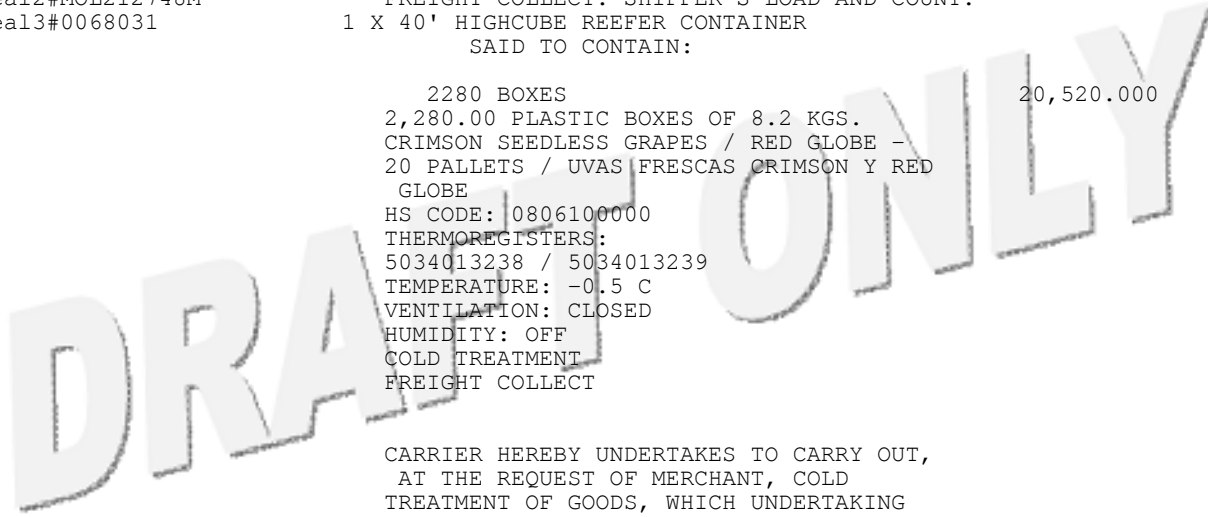 FREIGHT COLLECT. SHIPPER'S LOAD AND COUNT.
eal3#0068031 1 X 40' HIGHCUBE REEFER CONTAINER
SAID TO CONTAIN:
2280 BOXES 20,520.000
2,280.00 PLASTIC BOXES OF 8.2 KGS.
CRIMSON SEEDLESS GRAPES / RED GLOBE -
20 PALLETS / UVAS FRESCAS CRIMSON Y RED
GLOBE
HS CODE: 0806100000
THERMOREGISTERS:
5034013238 / 5034013239
TEMPERATURE: -0.5 C
VENTILATION: CLOSED
HUMIDITY: OFF
COLD TREATMENT
FREIGHT COLLECT
CARRIER HEREBY UNDERTAKES TO CARRY OUT,
AT THE REQUEST OF MERCHANT, COLD
TREATMENT OF GOODS, WHICH UNDERTAKING
DRAFT ONLY